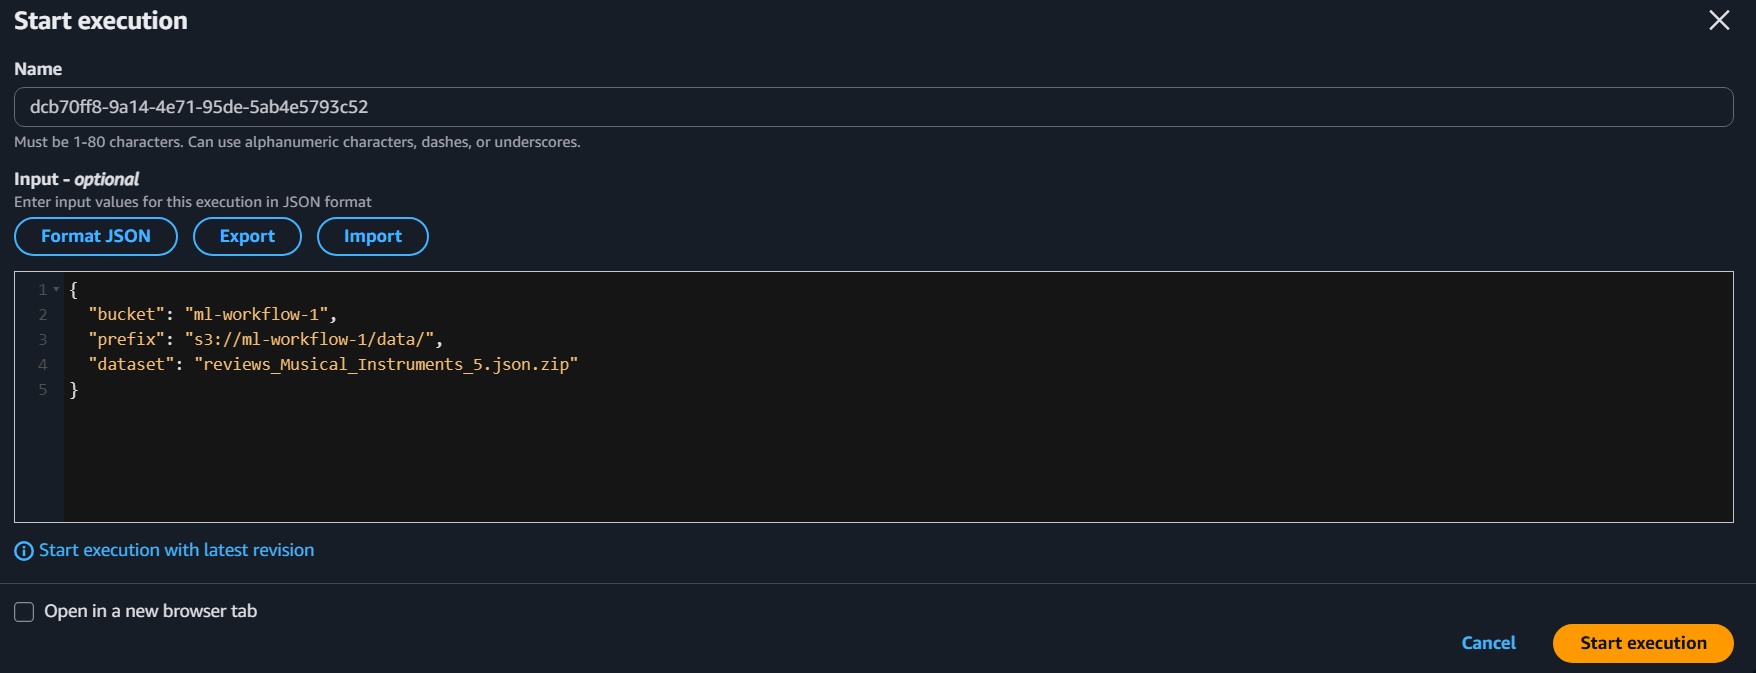 Start execution
Name
dcb70ff8-9a14-4e71-95de-5ab4e5793c52
Must be 1-80 characters. Can use alphanumeric characters, dashes, or underscores.
Input - optional
Enter input values for this execution in JSON format
Format JSON Export Import
1 {
2 "bucket": "ml-workflow-1",
3 "prefix": "s3://ml-workflow-1/data/",
4 "dataset": "reviews_Musical_Instruments_5.json.zip"
5 }
Start execution with latest revision
Open in a new browser tab
Cancel Start execution